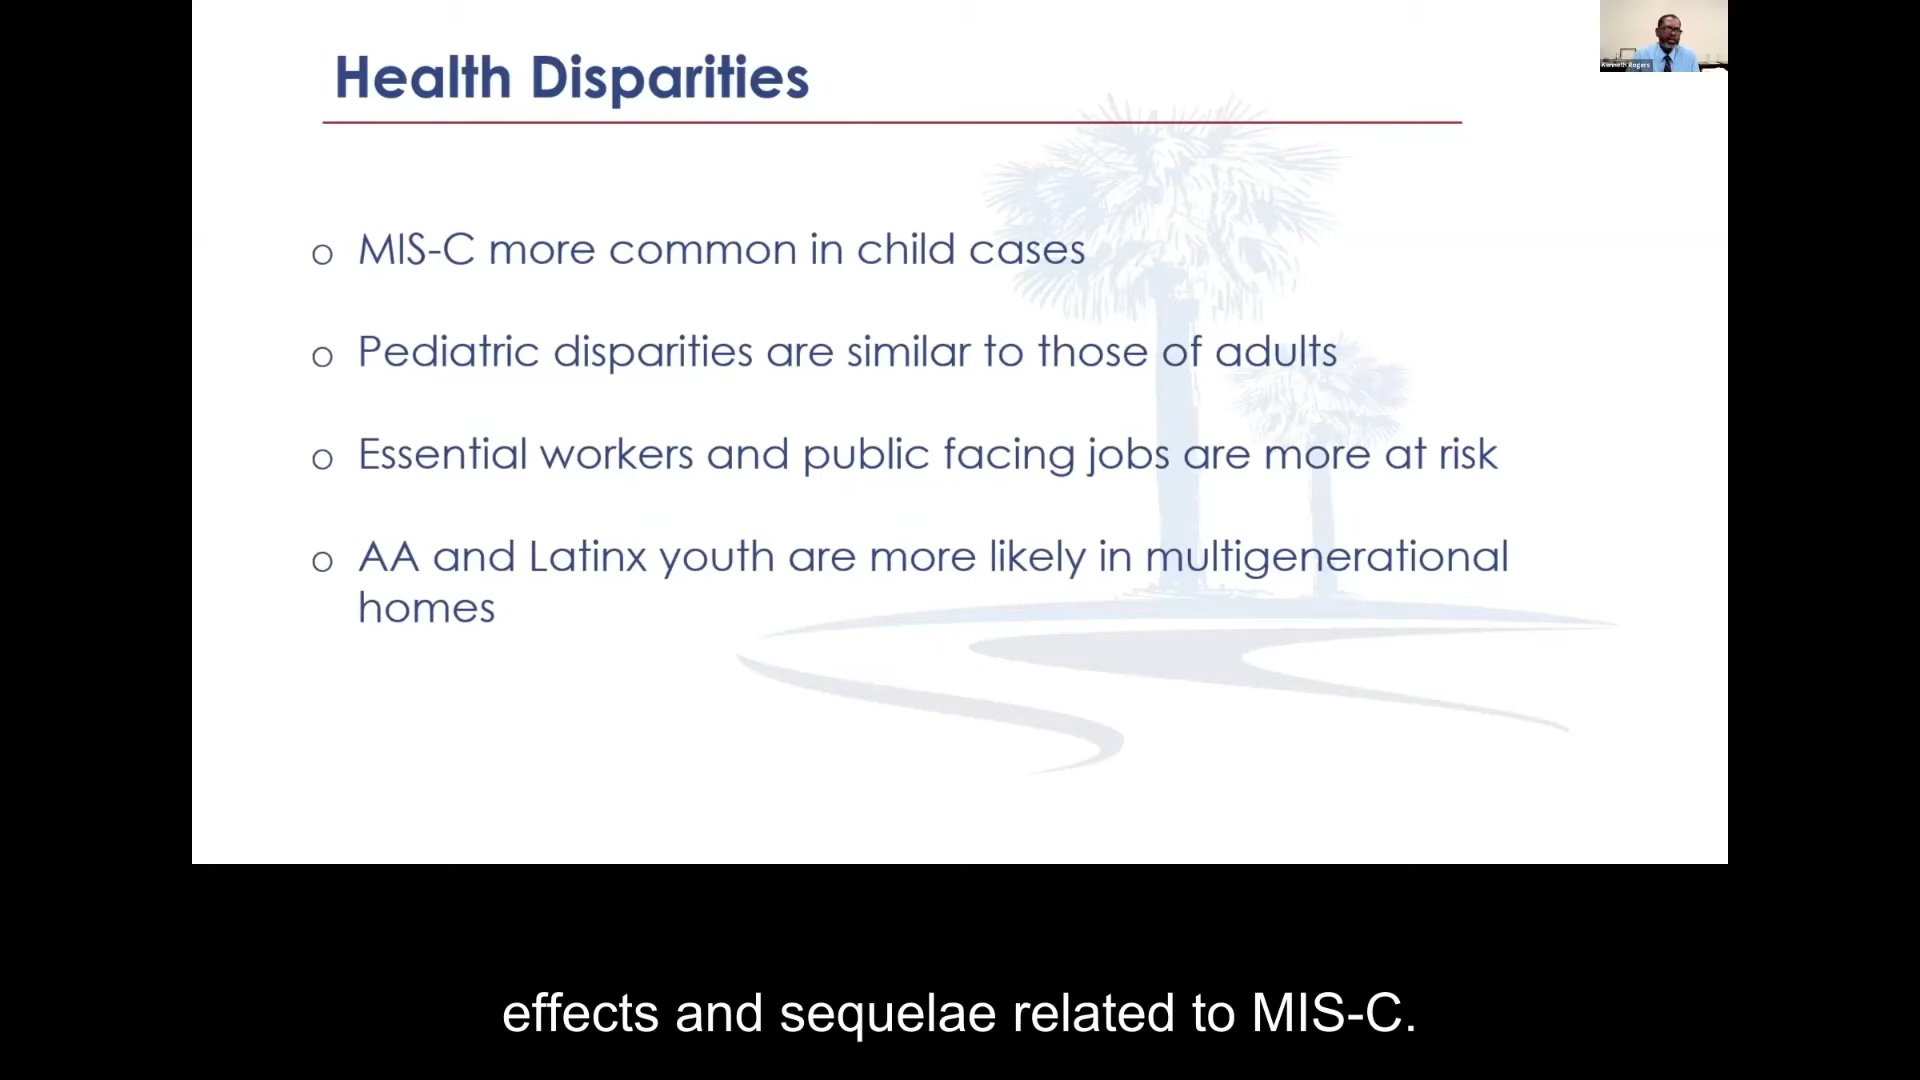 Health Disparities
Kenneth Rogers
o MIS-C more common in child cases
o Pediatric disparities are similar to those of adults
o Essential workers and public facing jobs are more at risk
o AA and Latinx youth are more likely in multigenerational
homes
effects and sequelae related to MIS-C.